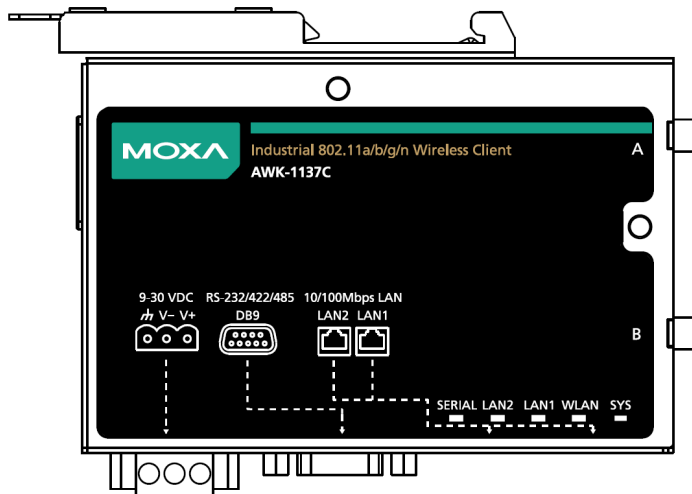 MOXA
Industrial 802.11a/b/g/n Wireless Client
AWK-1137C
A
9-30 VDC RS-232/422/485 10/100Mbps LAN
V- V+ DB9 LAN2 LAN1
B
SERIAL LAN2 LAN1 WLAN SYS